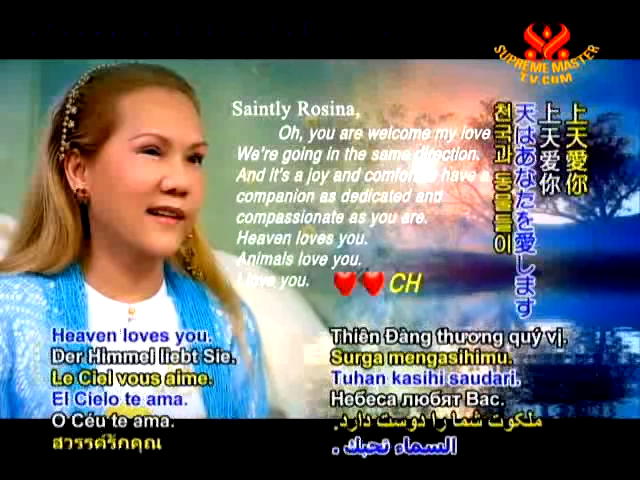 SUPREME MASTER
TV.COM
Saintly Rosina,
Oh, you are welcome my love
We're going in the same direction.
And it's a joy and comfort have a
companion as dedicated and
compassionate as you are.
Heaven loves you.
Animals love you.
I love you.
CH
上天愛你
上天爱你
天はあなたを愛します
천국과 동물들이
Heaven loves you.
Der Himmel liebt Sie.
Le Ciel vous aime.
El Cielo te ama.
O Céu te ama.
สวรรค์รักคุณ
Thiên Đàng thương quý vị.
Surga mengasihimu.
Tuhan kasihi saudari.
Небеса любят Вас.
ملکوت شما را دوست دارد.
السماء تحبك .